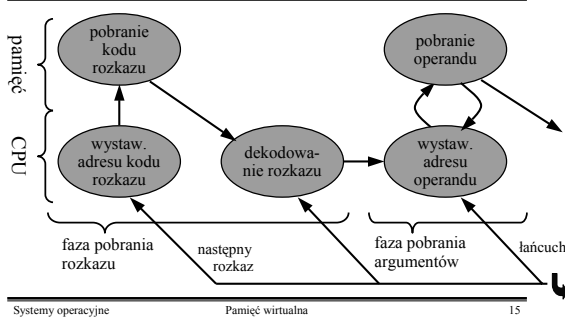 pamięć
pobranie
kodu
rozkazu
pobranie
operandu
CPU
wystaw.
adresu kodu
rozkazu
dekodowa-
nie rozkazu
wystaw.
adresu
operandu
faza pobrania
rozkazu
następny
rozkaz
faza pobrania
argumentów
łańcuch
Systemy operacyjne
Pamięć wirtualna
15